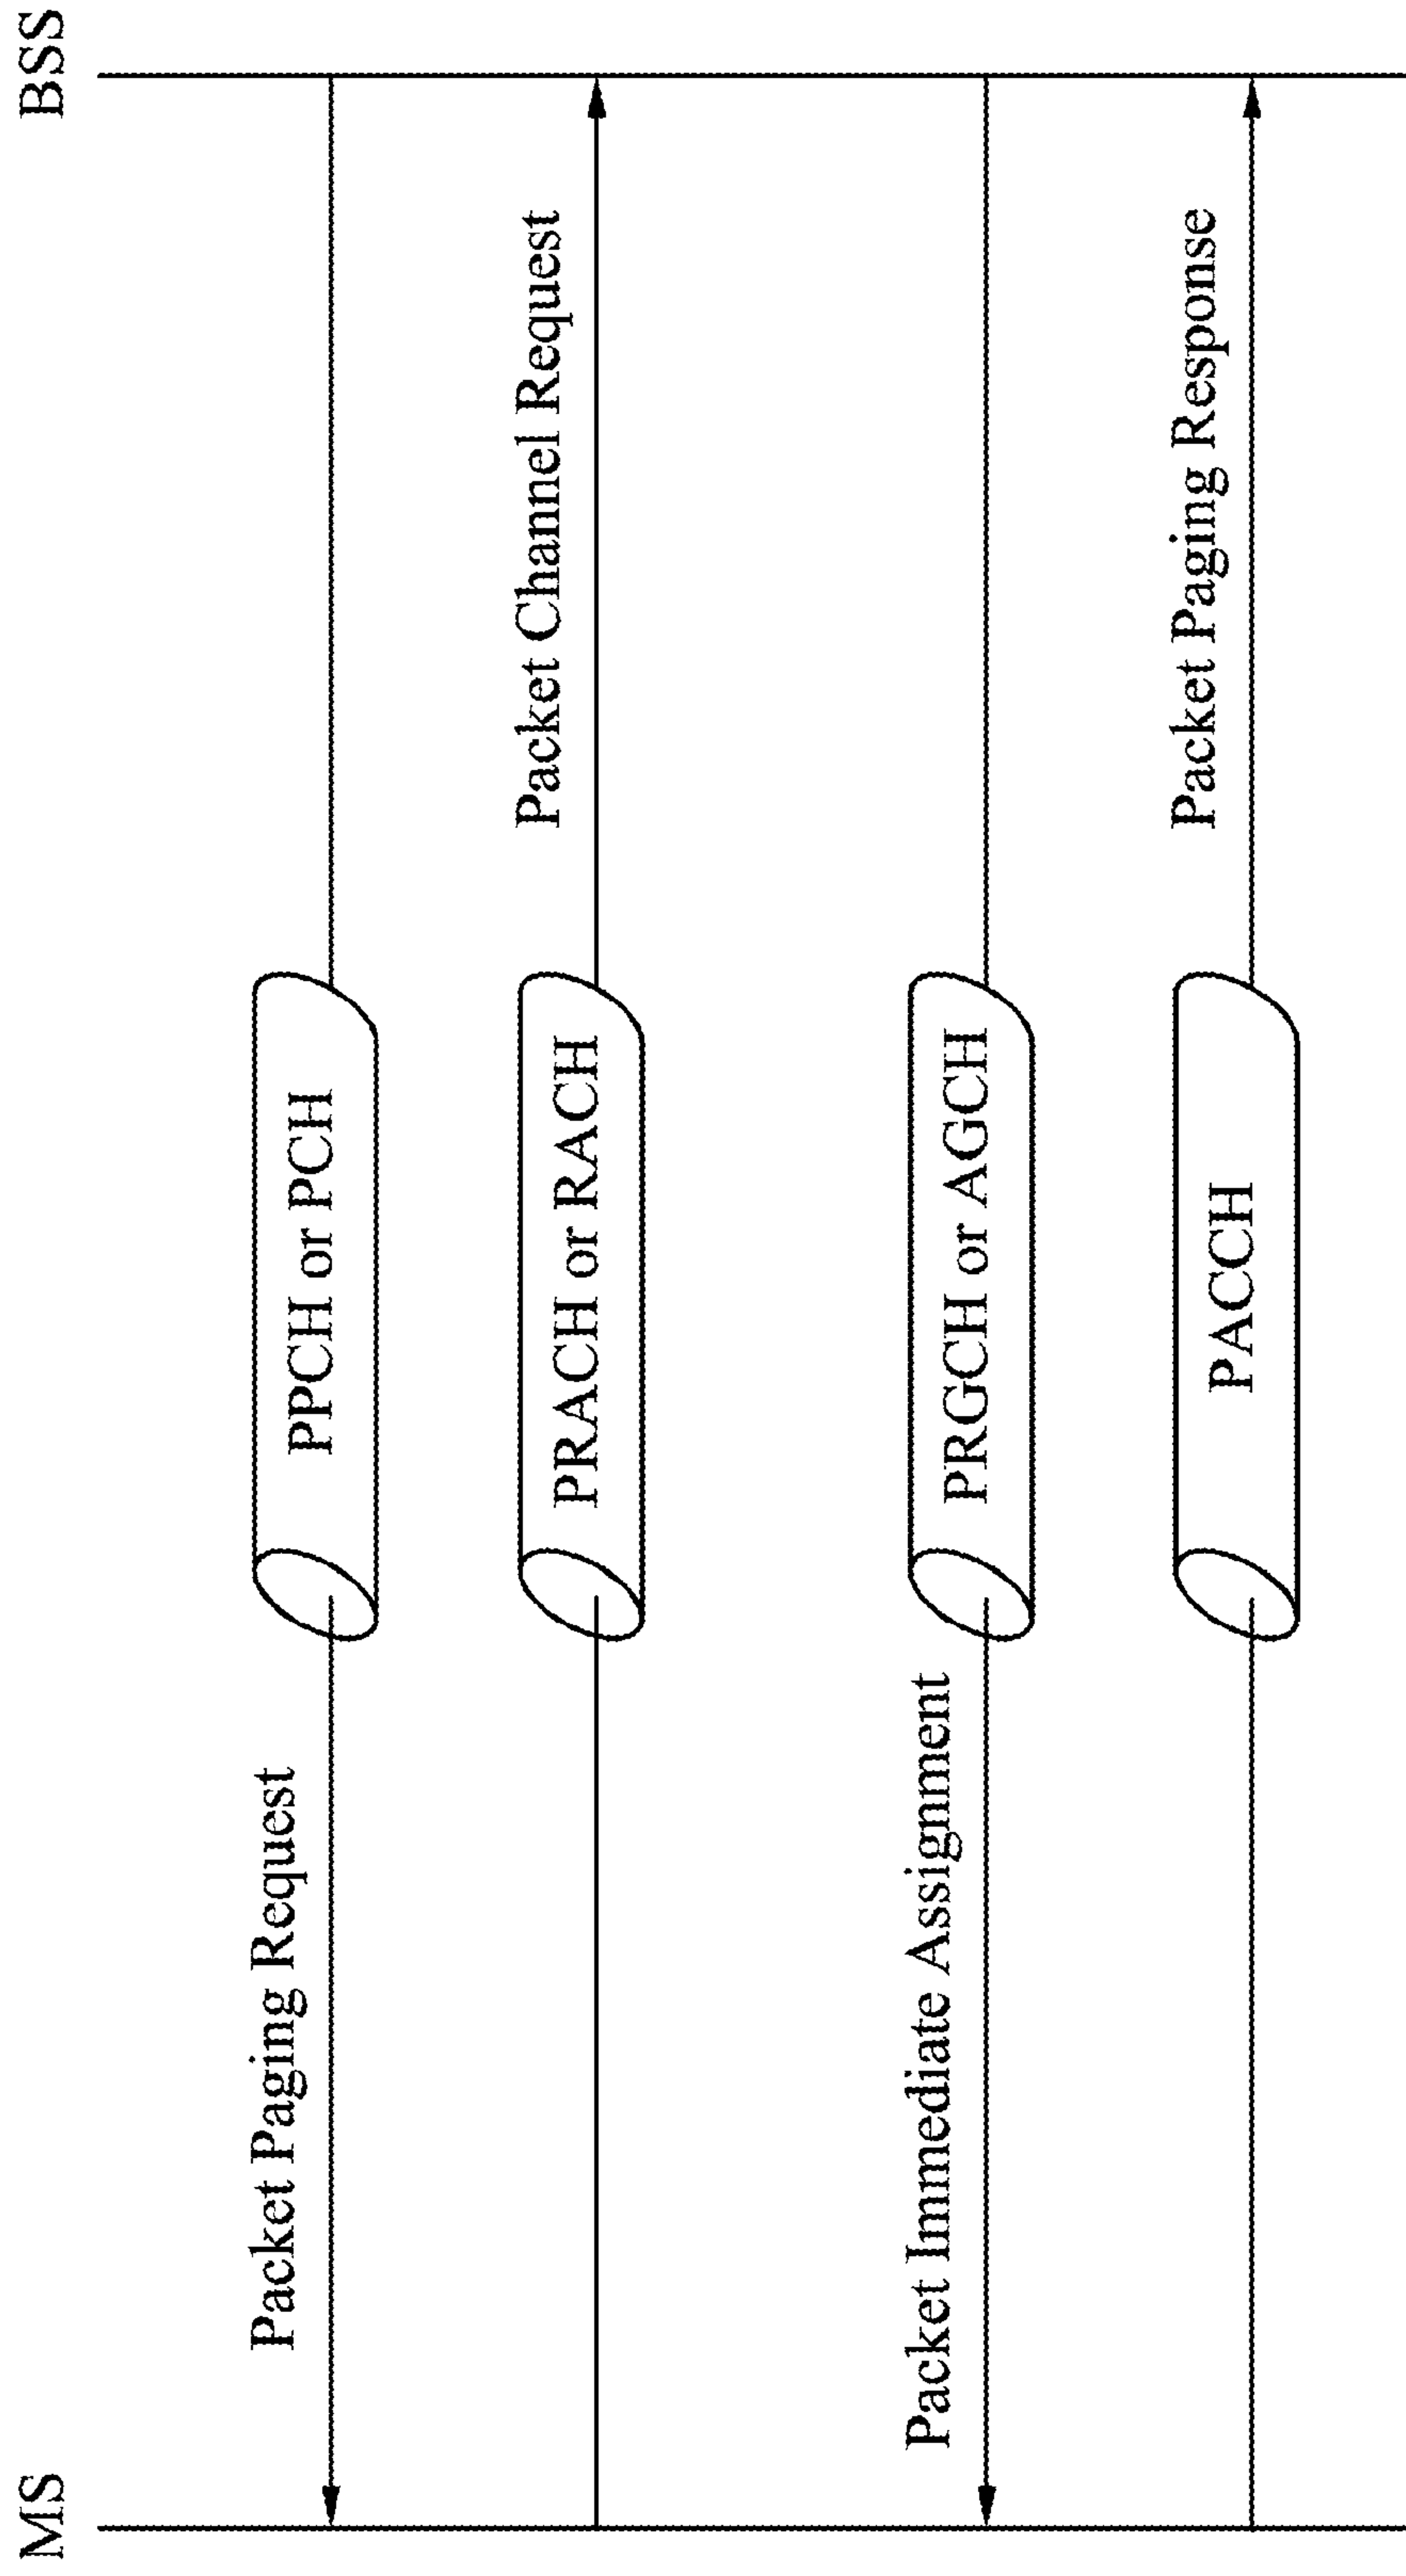 MS
BSS
Packet Paging Request
PPCH or PCH
PRACH or RACH
Packet Channel Request
Packet Immediate Assignment
PRGCH or AGCH
PACCH
Packet Paging Response